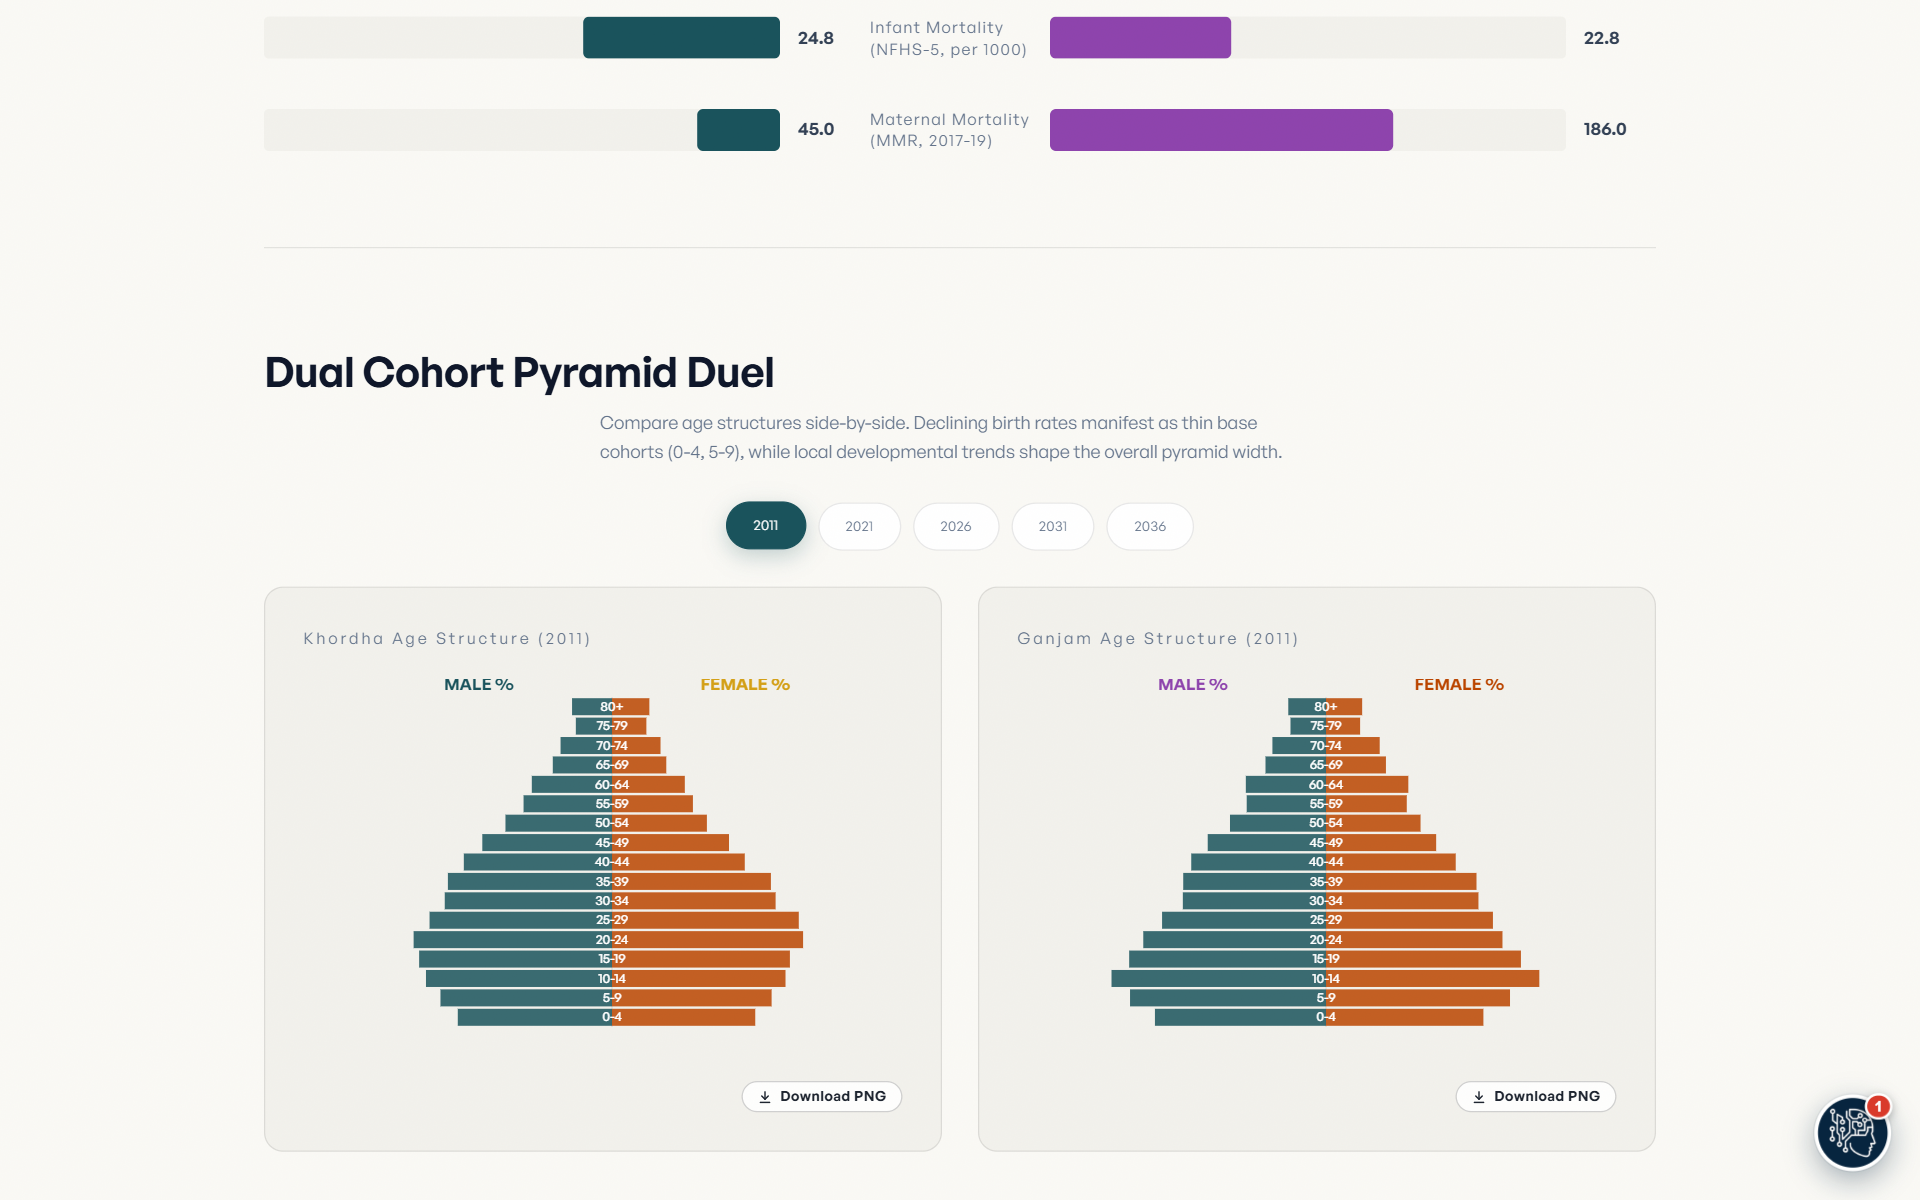 24.8
Infant Mortality
(NFHS-5, per 1000)
22.8
45.0
Maternal Mortality
(MMR, 2017-19)
186.0
Dual Cohort Pyramid Duel
Compare age structures side-by-side. Declining birth rates manifest as thin base
cohorts (0-4, 5-9), while local developmental trends shape the overall pyramid width.
2011
2021
2026
2031
2036
Khordha Age Structure (2011)
MALE %
FEMALE %
80+
75-79
70-74
65-69
60-64
55-59
50-54
45-49
40-44
35-39
30-34
25-29
20-24
15-19
10-14
5-9
0-4
Download PNG
Ganjam Age Structure (2011)
MALE %
FEMALE %
80+
75-79
70-74
65-69
60-64
55-59
50-54
45-49
40-44
35-39
30-34
25-29
20-24
15-19
10-14
5-9
0-4
Download PNG
1